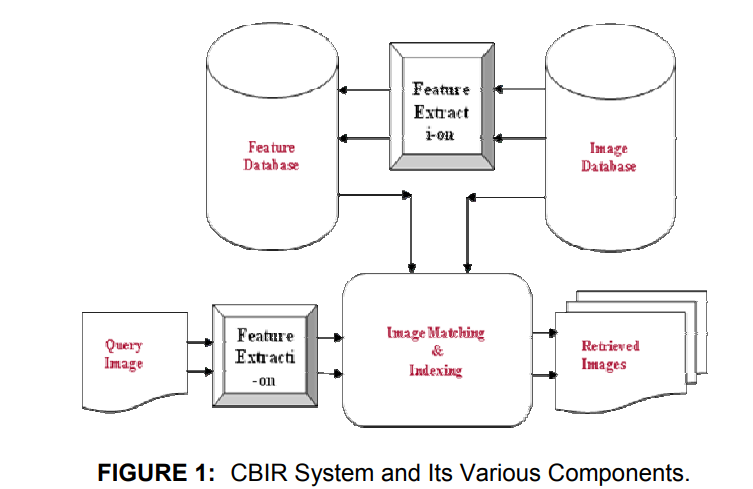 Feature
Extract
i-on
Feature
Database
Image
Database
Query
Image
Feature
Extracti
-on
Image Matching
&
Indexing
Retrieved
Images
FIGURE 1: CBIR System and Its Various Components.